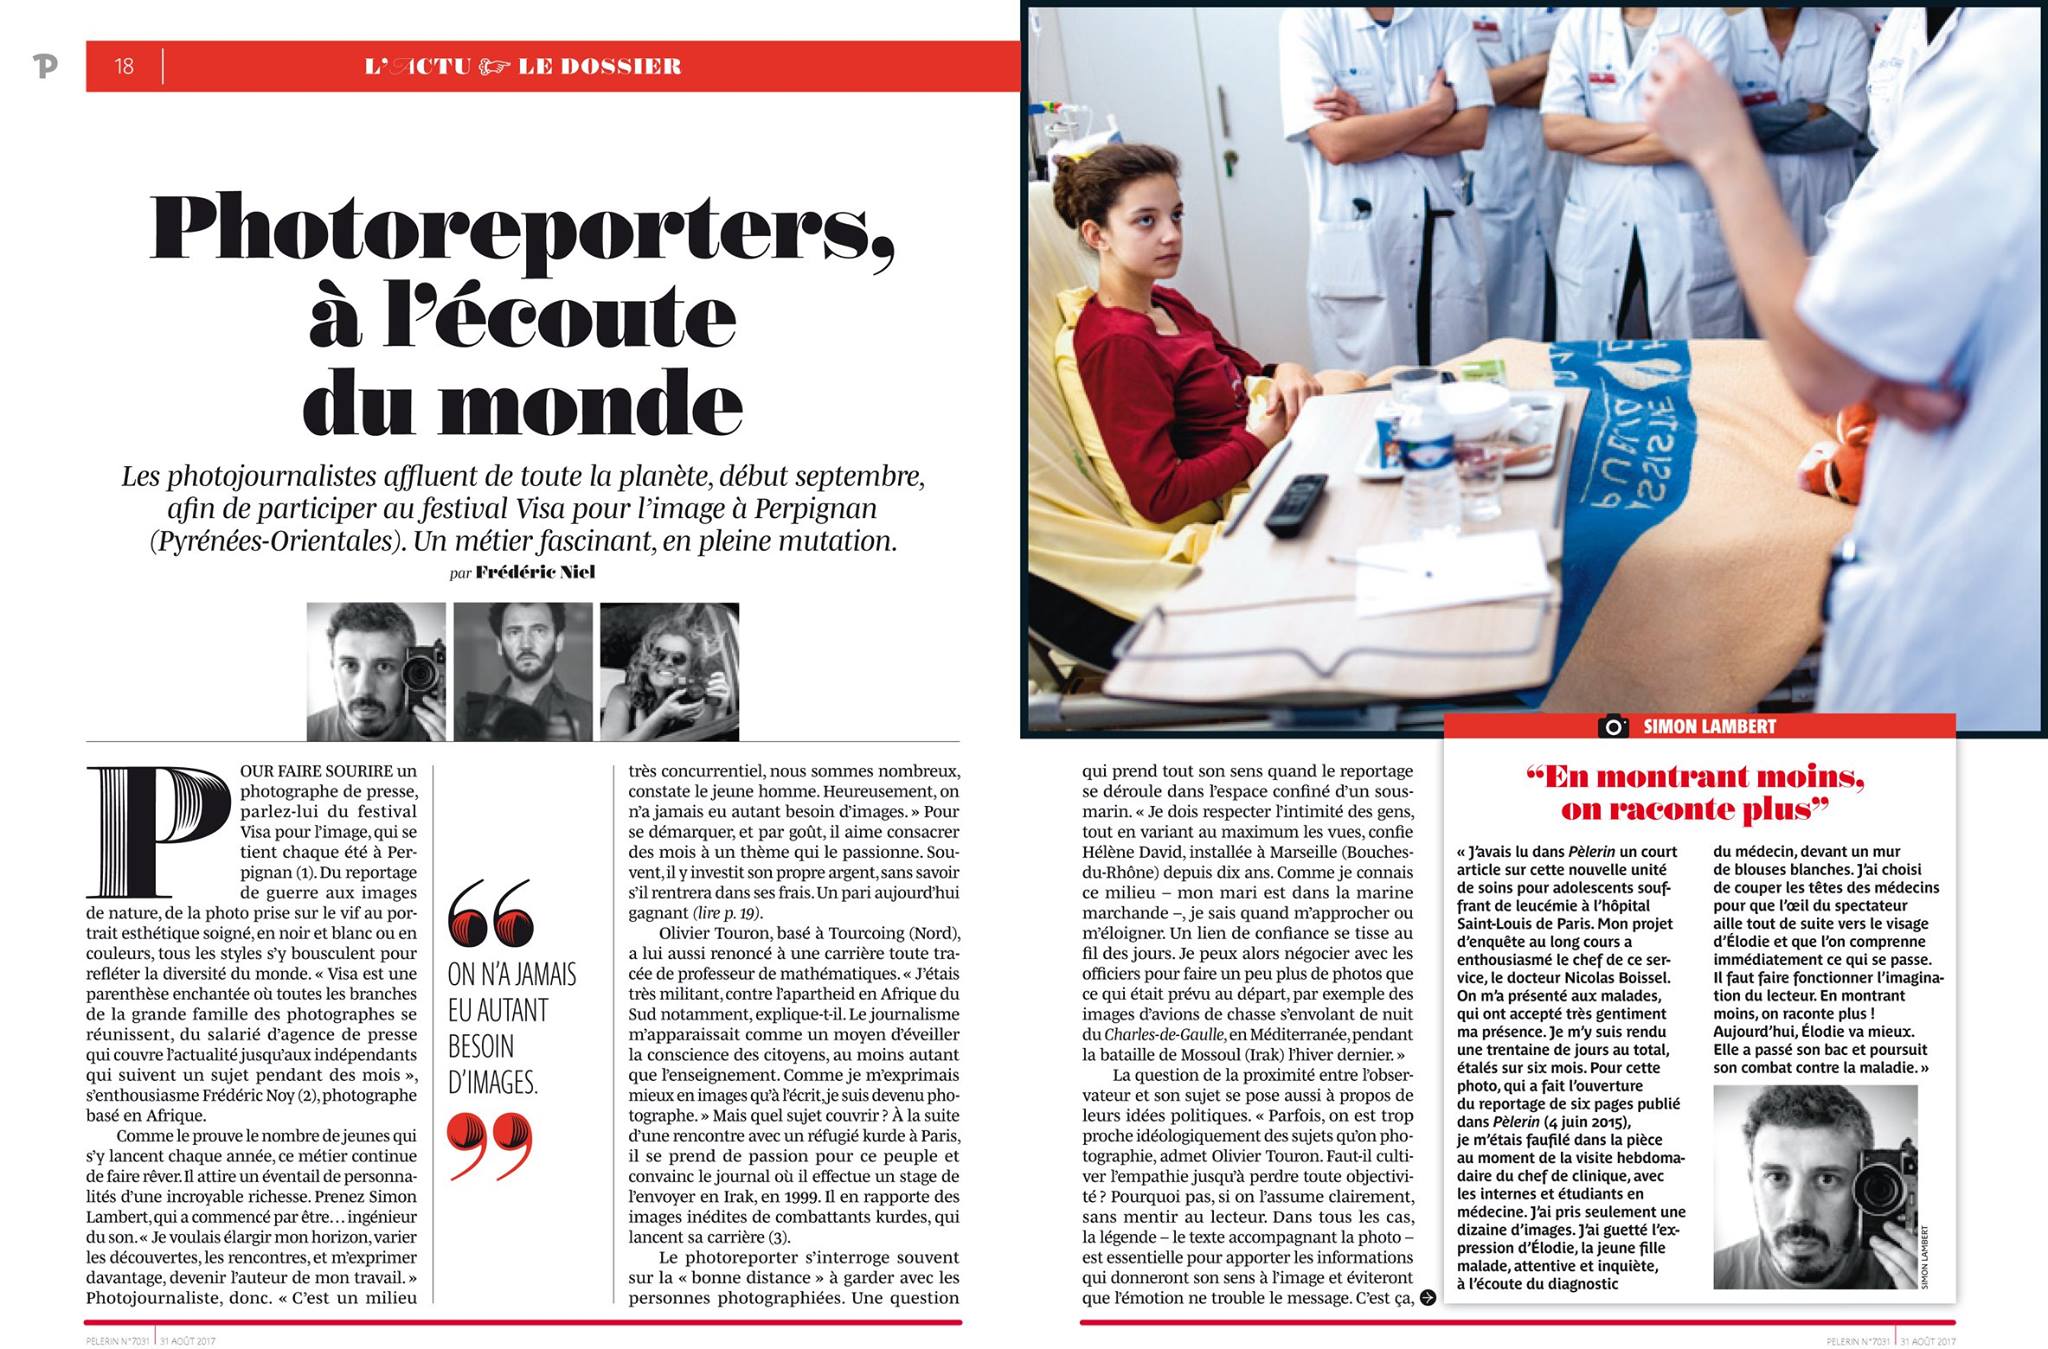 P
18
L'ACTU LE DOSSIER
Photoreporters,
à l'écoute
du monde
Les photojournalistes affluent de toute la planète, début septembre,
afin de participer au festival Visa pour l'image à Perpignan
(Pyrénées-Orientales). Un métier fascinant, en pleine mutation.
par Frédéric Niel
POUR FAIRE SOURIRE un
photographe de presse,
parlez-lui du festival
Visa pour l'image, qui se
tient chaque été à Per-
pignan (1). Du reportage
de guerre aux images
de nature, de la photo prise sur le vif au por-
trait esthétique soigné, en noir et blanc ou en
couleurs, tous les styles s'y bousculent pour
refléter la diversité du monde. « Visa est une
parenthèse enchantée où toutes les branches
de la grande famille des photographes se
réunissent, du salarié d'agence de presse
qui couvre l'actualité jusqu'aux indépendants
qui suivent un sujet pendant des mois »,
s'enthousiasme Frédéric Noy (2), photographe
basé en Afrique.
Comme le prouve le nombre de jeunes qui
s'y lancent chaque année, ce métier continue
de faire rêver. Il attire un éventail de personna-
lités d'une incroyable richesse. Prenez Simon
Lambert, qui a commencé par être… ingénieur
du son. « Je voulais élargir mon horizon, varier
les découvertes, les rencontres, et m'exprimer
davantage, devenir l'auteur de mon travail. »
Photojournaliste, donc. « C'est un milieu
“
ON N'A JAMAIS
EU AUTANT
BESOIN
D'IMAGES.
”
très concurrentiel, nous sommes nombreux,
constate le jeune homme. Heureusement, on
n'a jamais eu autant besoin d'images. » Pour
se démarquer, et par goût, il aime consacrer
des mois à un thème qui le passionne. Sou-
vent, il y investit son propre argent, sans savoir
s'il rentrera dans ses frais. Un pari aujourd'hui
gagnant (lire p. 19).
Olivier Touron, basé à Tourcoing (Nord),
a lui aussi renoncé à une carrière toute tra-
cée de professeur de mathématiques. « J'étais
très militant, contre l'apartheid en Afrique du
Sud notamment, explique-t-il. Le journalisme
m'apparaissait comme un moyen d'éveiller
la conscience des citoyens, au moins autant
que l'enseignement. Comme je m'exprimais
mieux en images qu'à l'écrit, je suis devenu pho-
tographe. » Mais quel sujet couvrir ? À la suite
d'une rencontre avec un réfugié kurde à Paris,
il se prend de passion pour ce peuple et
convainc le journal où il effectue un stage de
l'envoyer en Irak, en 1999. Il en rapporte des
images inédites de combattants kurdes, qui
lancent sa carrière (3).
Le photoreporter s'interroge souvent
sur la « bonne distance » à garder avec les
personnes photographiées. Une question
qui prend tout son sens quand le reportage
se déroule dans l'espace confiné d'un sous-
marin. « Je dois respecter l'intimité des gens,
tout en variant au maximum les vues, confie
Hélène David, installée à Marseille (Bouches-
du-Rhône) depuis dix ans. Comme je connais
ce milieu – mon mari est dans la marine
marchande –, je sais quand m'approcher ou
m'éloigner. Un lien de confiance se tisse au
fil des jours. Je peux alors négocier avec les
officiers pour faire un peu plus de photos que
ce qui était prévu au départ, par exemple des
images d'avions de chasse s'envolant de nuit
du Charles-de-Gaulle, en Méditerranée, pendant
la bataille de Mossoul (Irak) l'hiver dernier. »
La question de la proximité entre l'obser-
vateur et son sujet se pose aussi à propos de
leurs idées politiques. « Parfois, on est trop
proche idéologiquement des sujets qu'on pho-
tographie, admet Olivier Touron. Faut-il culti-
ver l'empathie jusqu'à perdre toute objectivi-
té ? Pourquoi pas, si on l'assume clairement,
sans mentir au lecteur. Dans tous les cas,
la légende – le texte accompagnant la photo –
est essentielle pour apporter les informations
qui donneront son sens à l'image et éviteront
que l'émotion ne trouble le message. C'est ça,
SIMON LAMBERT
“En montrant moins,
on raconte plus”
« J'avais lu dans Pèlerin un court
article sur cette nouvelle unité
de soins pour adolescents souf-
frant de leucémie à l'hôpital
Saint-Louis de Paris. Mon projet
d'enquête au long cours a
enthousiasmé le chef de ce ser-
vice, le docteur Nicolas Boissel.
On m'a présenté aux malades,
qui ont accepté très gentiment
ma présence. Je m'y suis rendu
une trentaine de jours au total,
étalés sur six mois. Pour cette
photo, qui a fait l'ouverture
du reportage de six pages publié
dans Pèlerin (4 juin 2015),
je m'étais faufilé dans la pièce
au moment de la visite hebdoma-
daire du chef de clinique, avec
les internes et étudiants en
médecine. J'ai pris seulement une
dizaine d'images. J'ai guetté l'ex-
pression d'Élodie, la jeune fille
malade, attentive et inquiète,
à l'écoute du diagnostic
du médecin, devant un mur
de blouses blanches. J'ai choisi
de couper les têtes des médecins
pour que l'œil du spectateur
aille tout de suite vers le visage
d'Élodie et que l'on comprenne
immédiatement ce qui se passe.
Il faut faire fonctionner l'imagina-
tion du lecteur. En montrant
moins, on raconte plus !
Aujourd'hui, Élodie va mieux.
Elle a passé son bac et poursuit
son combat contre la maladie. »
SIMON LAMBERT
PELERIN N°7031 31 AOÛT 2017
PELERIN N°7031 31 AOÛT 2017